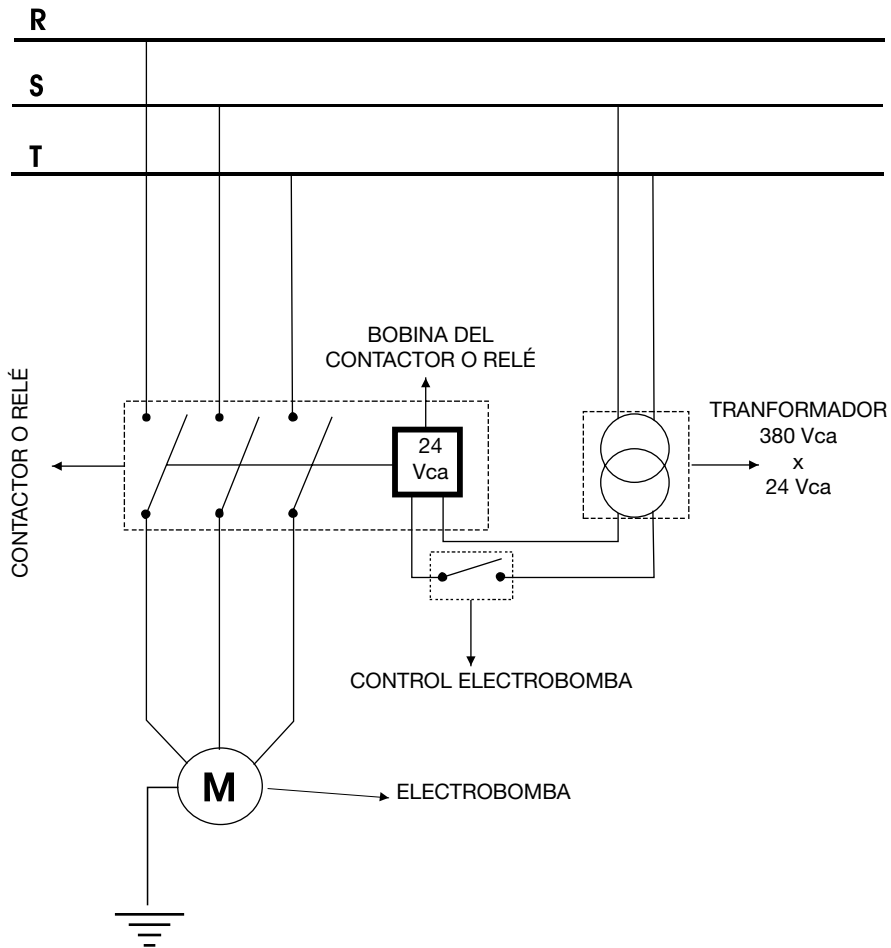 R
S
T
BOBINA DEL
CONTACTOR O RELÉ
CONTACTOR O RELÉ
24
Vca
TRANFORMADOR
380 Vca
x
24 Vca
CONTROL ELECTROBOMBA
M
ELECTROBOMBA